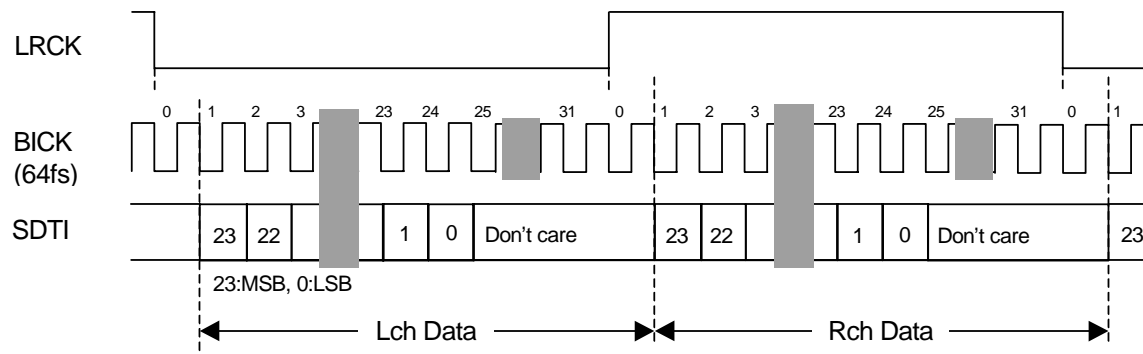 LRCK
0 1 2 3 23 24 25 31 0 1 2 3 23 24 25 31 0 1
BICK
(64fs)
SDTI 23 22 1 0 Don't care 23 22 1 0 Don't care 23
23:MSB, 0:LSB
Lch Data Rch Data